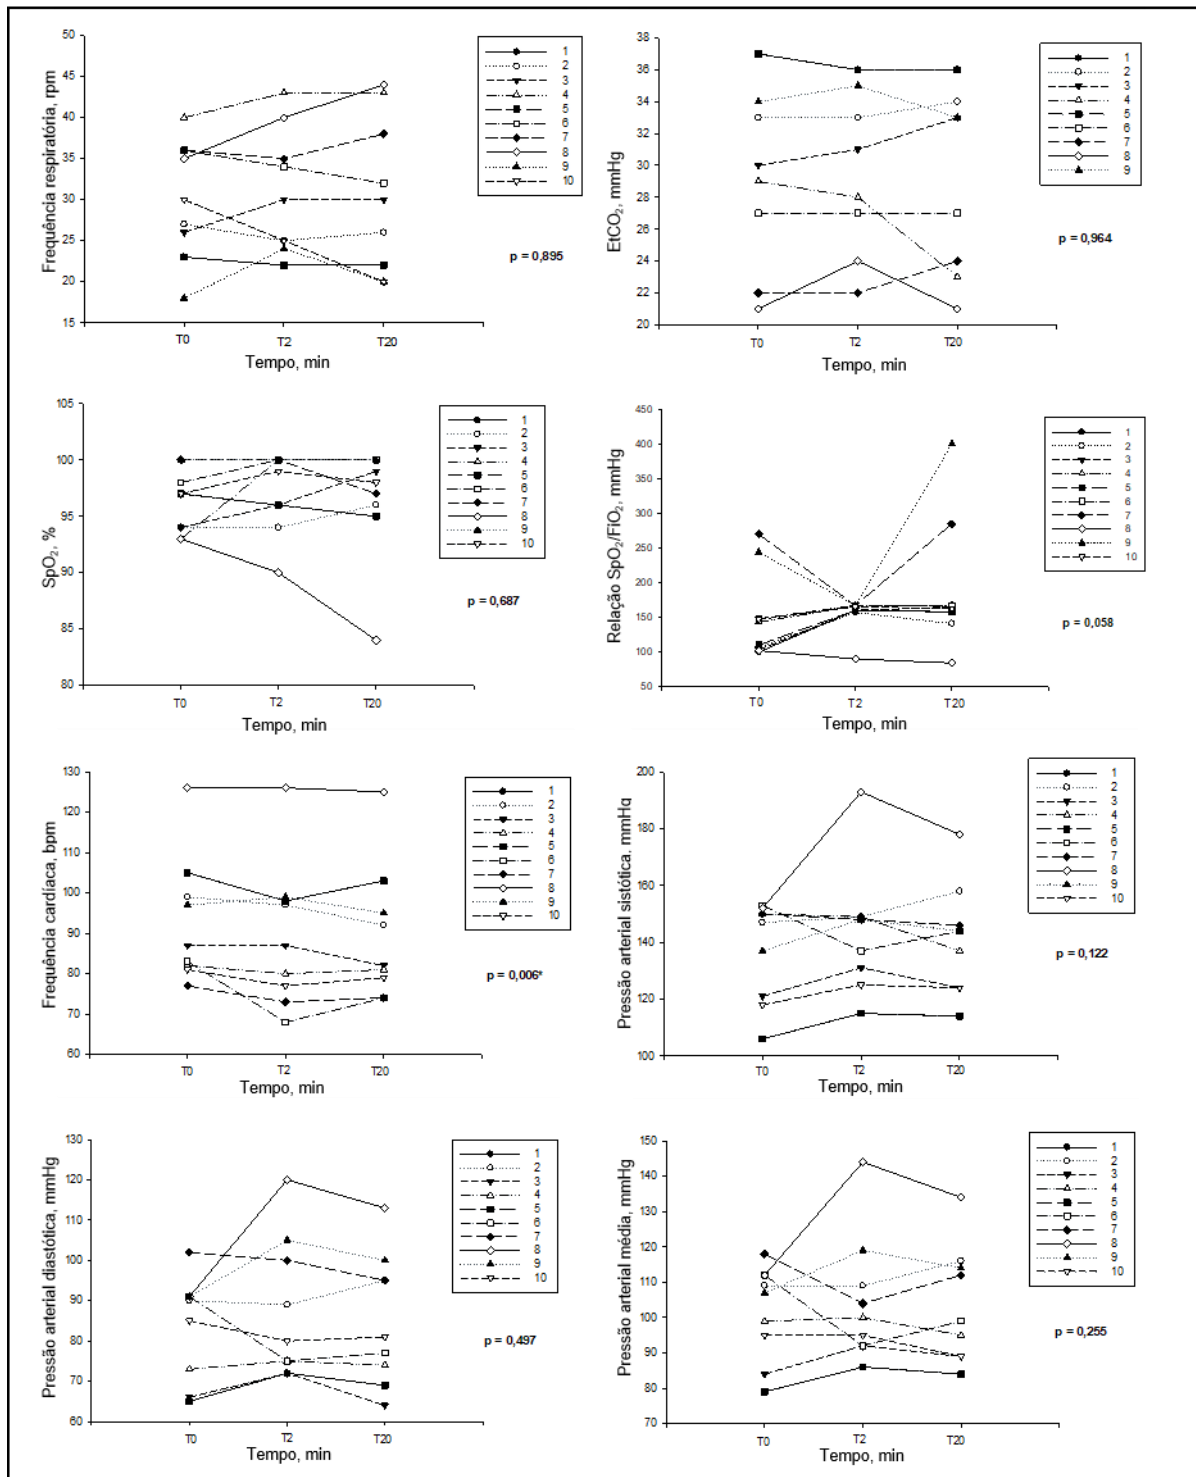 Frequência respiratória, rpm
50
45
40
35
30
25
20
15
T0
T2
T20
Tempo, min
1
2
3
4
5
6
7
8
9
10
p = 0,895
EtCO₂, mmHg
38
36
34
32
30
28
26
24
22
20
T0
T2
T20
Tempo, min
1
2
3
4
5
6
7
8
9
p = 0,964
SpO₂, %
105
100
95
90
85
80
T0
T2
T20
Tempo, min
1
2
3
4
5
6
7
8
9
10
p = 0,687
Relação SpO₂/FiO₂, mmHg
450
400
350
300
250
200
150
100
50
T0
T2
T20
Tempo, min
1
2
3
4
5
6
7
8
9
10
p = 0,058
Frequência cardíaca, bpm
130
120
110
100
90
80
70
60
T0
T2
T20
Tempo, min
1
2
3
4
5
6
7
8
9
10
p = 0,006*
Pressão arterial sistótica, mmHq
200
180
160
140
120
100
T0
T2
T20
Tempo, min
1
2
3
4
5
6
7
8
9
10
p = 0,122
Pressão arterial diastótica, mmHg
130
120
110
100
90
80
70
60
T0
T2
T20
Tempo, min
1
2
3
4
5
6
7
8
9
10
p = 0,497
Pressão arterial média, mmHg
150
140
130
120
110
100
90
80
70
T0
T2
T20
Tempo, min
1
2
3
4
5
6
7
8
9
10
p = 0,255